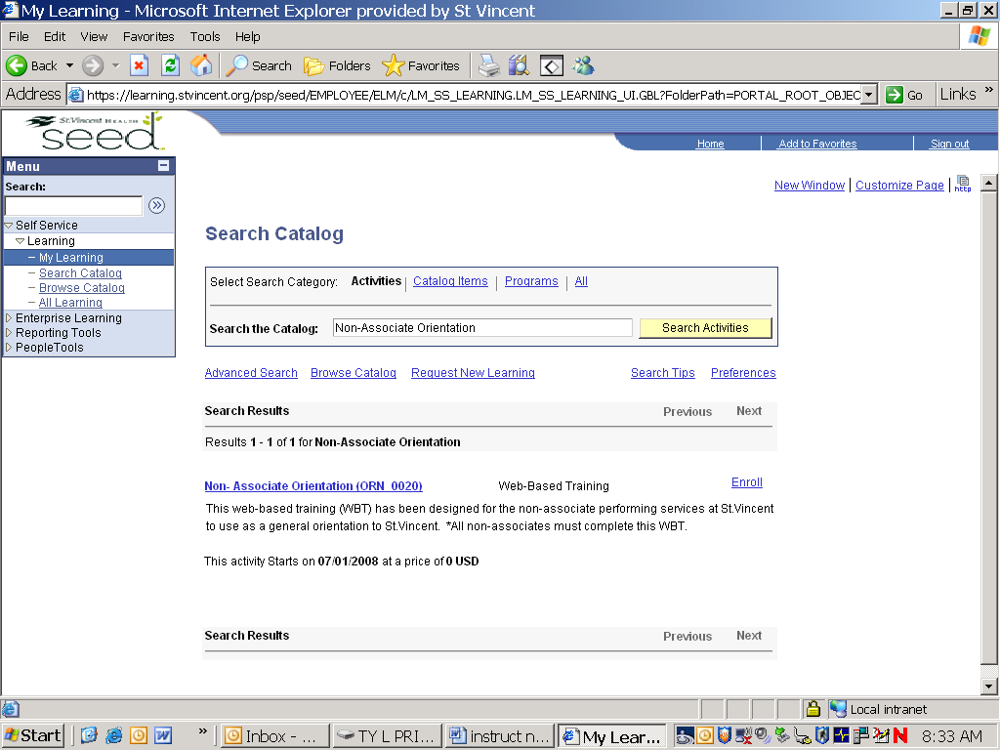 My Learning - Microsoft Internet Explorer provided by St Vincent
File Edit View Favorites Tools Help
Back Search Folders Favorites
Address https://learning.stvincent.org/psp/seed/EMPLOYEE/ELM/c/LM_SS_LEARNING.LM_SS_LEARNING_UI.GBL?FolderPath=PORTAL_ROOT_OBJEC Go Links »
St.Vincent HEALTH
seed
Home Add to Favorites Sign out
Menu
Search:
Self Service
Learning
– My Learning
– Search Catalog
– Browse Catalog
– All Learning
Enterprise Learning
Reporting Tools
PeopleTools
New Window | Customize Page | http
Search Catalog
Select Search Category: Activities | Catalog Items | Programs | All
Search the Catalog: Non-Associate Orientation Search Activities
Advanced Search Browse Catalog Request New Learning Search Tips Preferences
Search Results Previous Next
Results 1 - 1 of 1 for Non-Associate Orientation
Non- Associate Orientation (ORN_0020) Web-Based Training Enroll
This web-based training (WBT) has been designed for the non-associate performing services at St.Vincent
to use as a general orientation to St.Vincent. *All non-associates must complete this WBT.
This activity Starts on 07/01/2008 at a price of 0 USD
Search Results Previous Next
Local intranet
Start » Inbox - ... TY L PRI... instruct n... My Lear... 8:33 AM